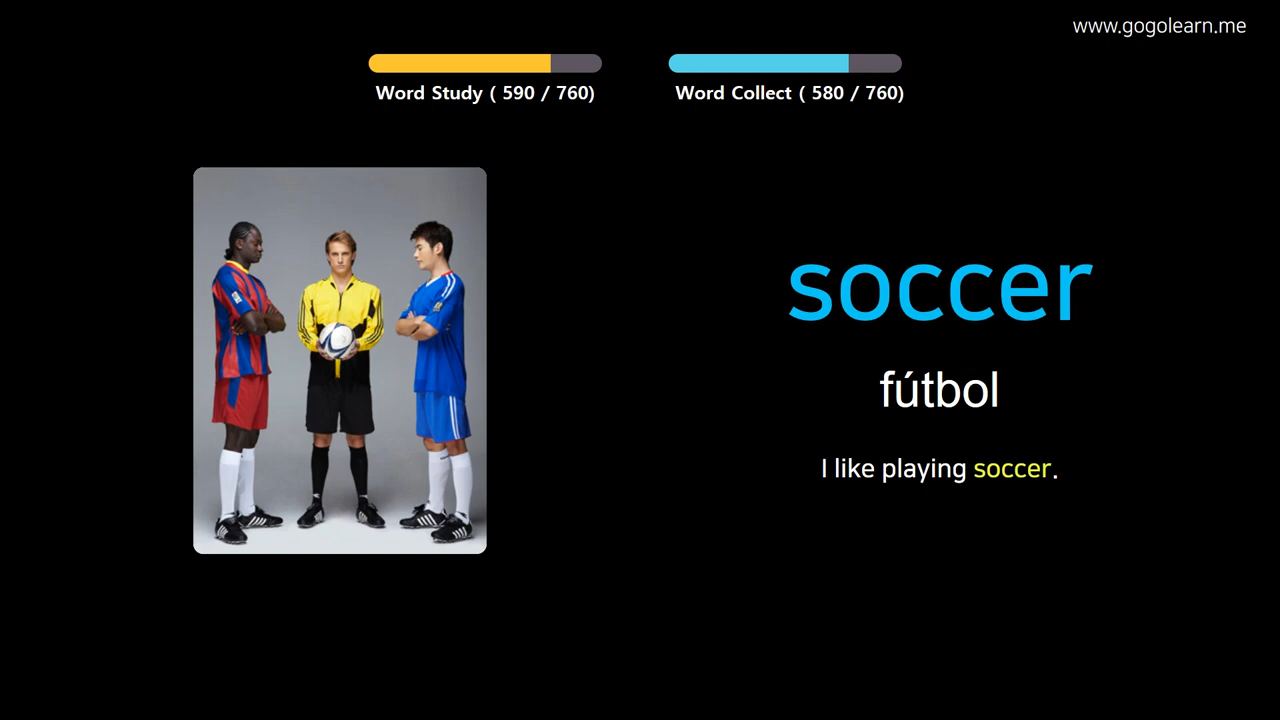 www.gogolearn.me
Word Study ( 590 / 760)
Word Collect ( 580 / 760)
soccer
fútbol
I like playing soccer.